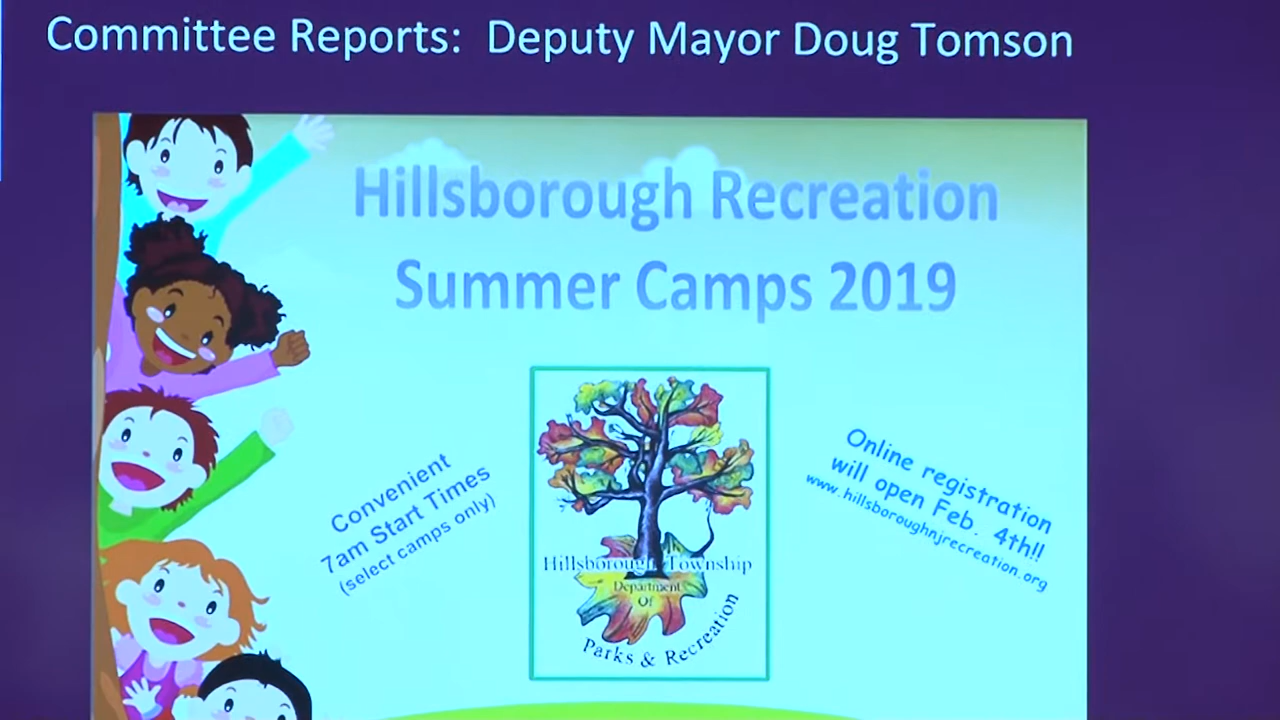 Committee Reports: Deputy Mayor Doug Tomson
Hillsborough Recreation
Summer Camps 2019
Convenient
7am Start Times
(select camps only)
Hillsborough Township
Department
Of
Parks & Recreation
Online registration
will open Feb. 4th!!
www.hillsboroughnjrecreation.org